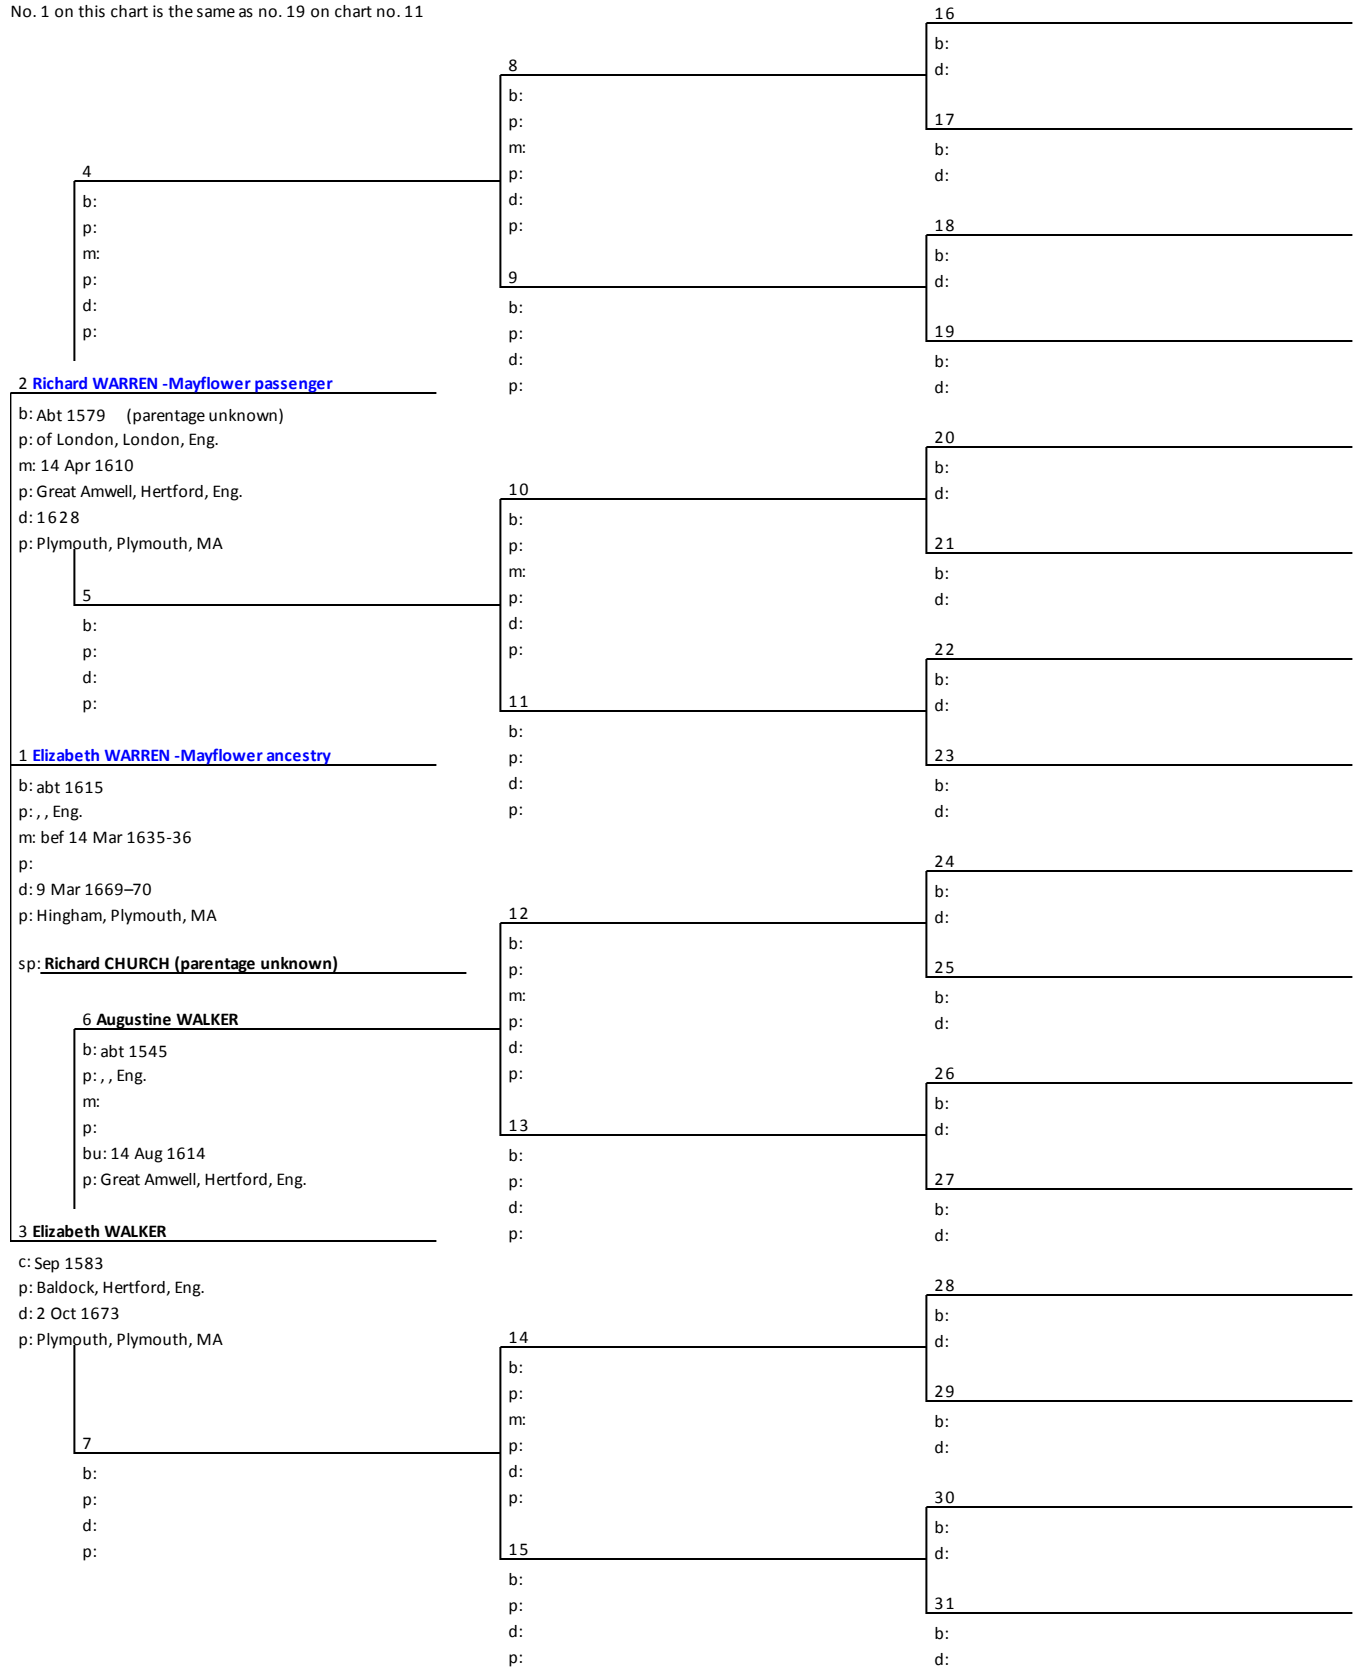 No. 1 on this chart is the same as no. 19 on chart no. 11
16
b:
d:
8
b:
p:
m:
p:
d:
p:
17
b:
d:
4
b:
p:
m:
p:
d:
p:
18
b:
d:
9
b:
p:
d:
p:
19
b:
d:
2 Richard WARREN -Mayflower passenger
b: Abt 1579 (parentage unknown)
p: of London, London, Eng.
m: 14 Apr 1610
p: Great Amwell, Hertford, Eng.
d: 1628
p: Plymouth, Plymouth, MA
20
b:
d:
10
b:
p:
m:
p:
d:
p:
21
b:
d:
5
b:
p:
d:
p:
22
b:
d:
11
b:
p:
d:
p:
23
b:
d:
1 Elizabeth WARREN -Mayflower ancestry
b: abt 1615
p: , , Eng.
m: bef 14 Mar 1635-36
p:
d: 9 Mar 1669–70
p: Hingham, Plymouth, MA
sp: Richard CHURCH (parentage unknown)
24
b:
d:
12
b:
p:
m:
p:
d:
p:
25
b:
d:
6 Augustine WALKER
b: abt 1545
p: , , Eng.
m:
p:
bu: 14 Aug 1614
p: Great Amwell, Hertford, Eng.
26
b:
d:
13
b:
p:
d:
p:
27
b:
d:
3 Elizabeth WALKER
c: Sep 1583
p: Baldock, Hertford, Eng.
d: 2 Oct 1673
p: Plymouth, Plymouth, MA
28
b:
d:
14
b:
p:
m:
p:
d:
p:
29
b:
d:
7
b:
p:
d:
p:
30
b:
d:
15
b:
p:
d:
p:
31
b:
d: